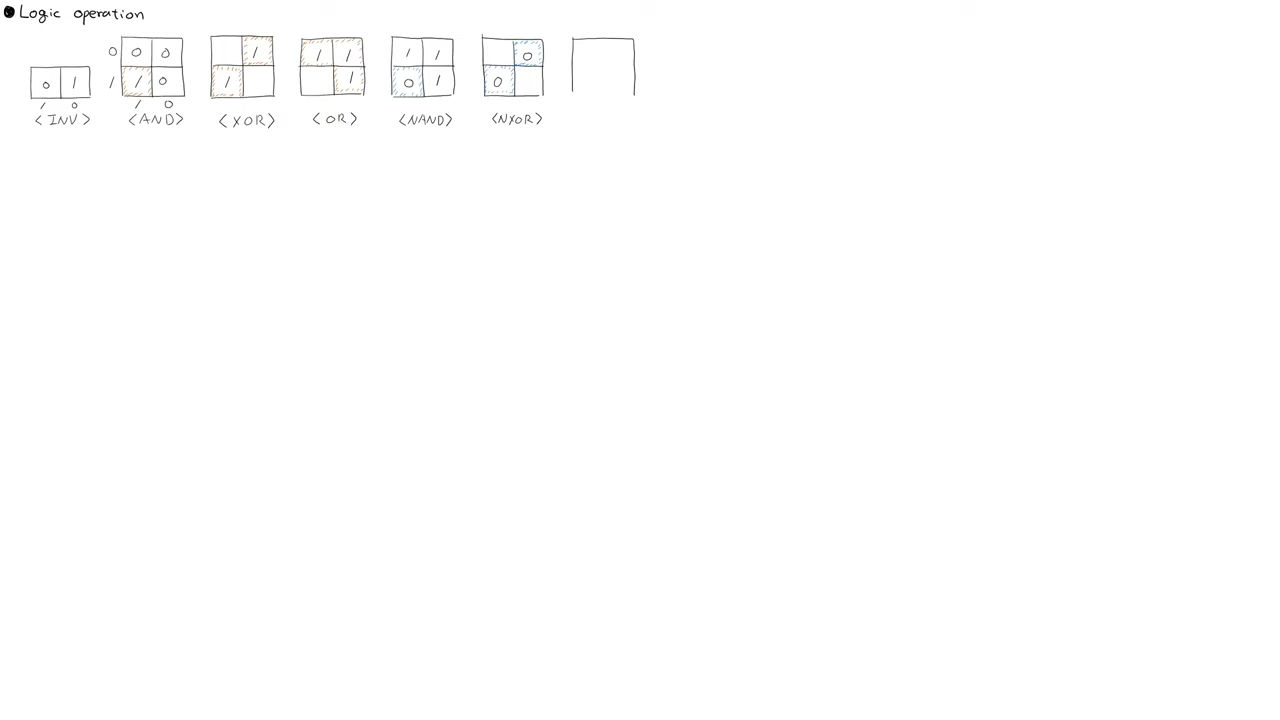 ● Logic operation
0 0 0 1 1 1 1 1 0
0 1 1 1 0 1 1 0 1 0
1 0 1 0
<INV> <AND> <XOR> <OR> <NAND> <NXOR>